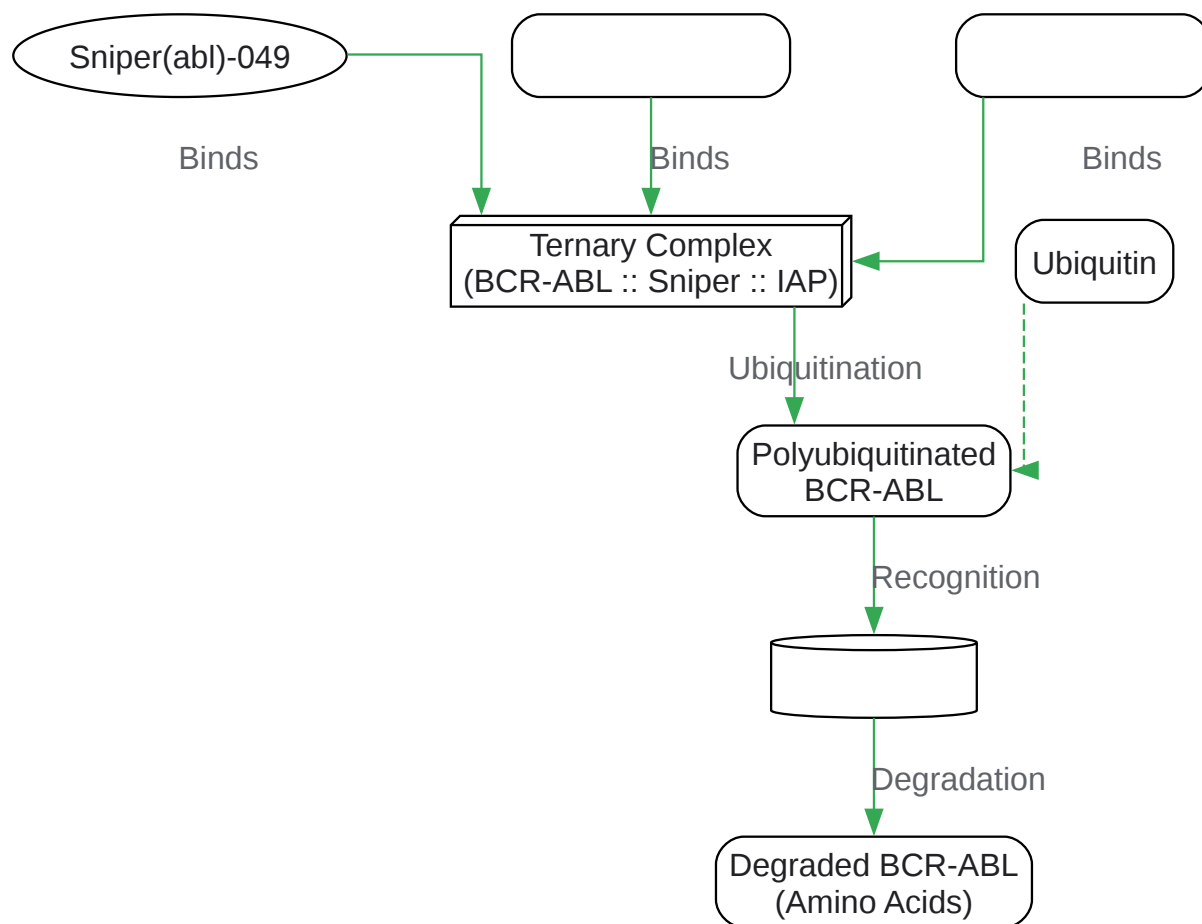 Sniper(abl)-049
Binds
Binds
Binds
Ternary Complex
(BCR-ABL :: Sniper :: IAP)
Ubiquitin
Ubiquitination
Polyubiquitinated
BCR-ABL
Recognition
Degradation
Degraded BCR-ABL
(Amino Acids)